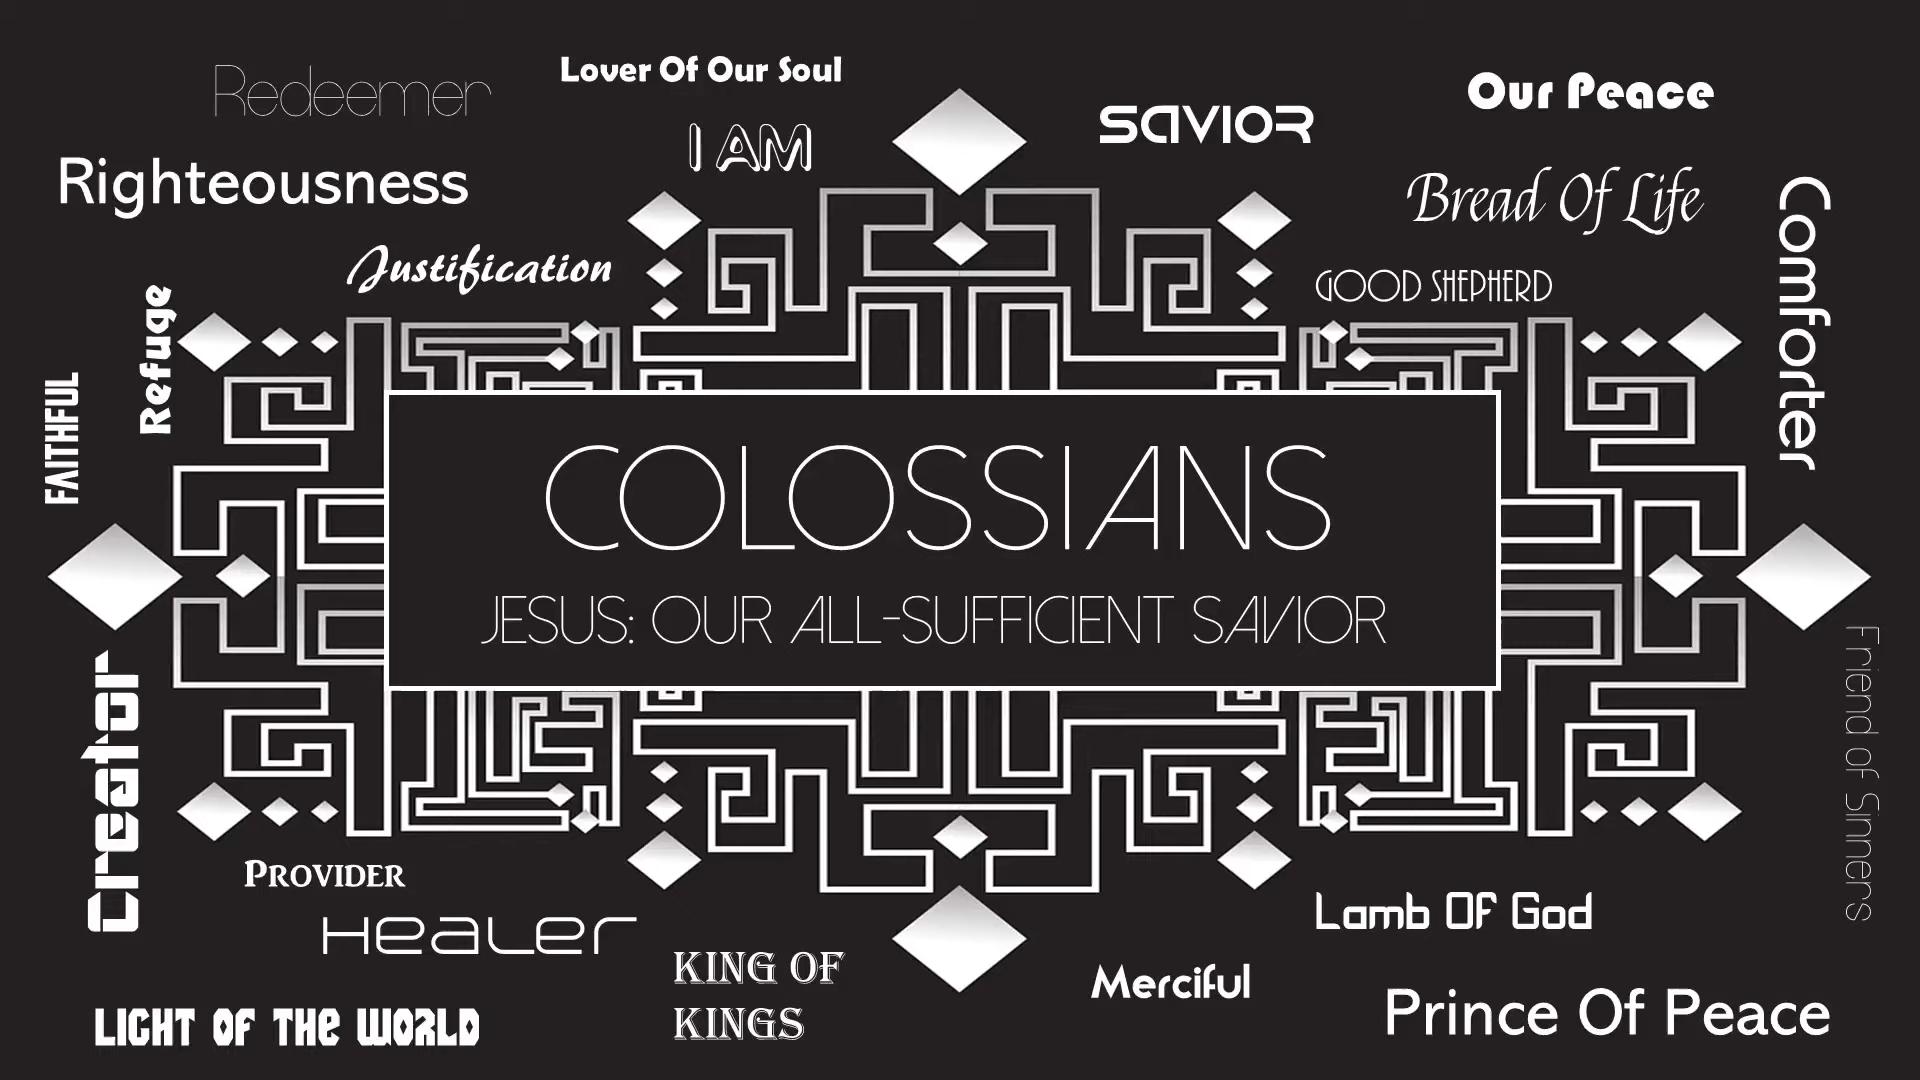 Redeemer
Lover Of Our Soul
Our Peace
I AM
SAVIOR
Righteousness
Bread Of Life
Comforter
Justification
GOOD SHEPHERD
Refuge
FAITHFUL
COLOSSIANS
JESUS: OUR ALL-SUFFICIENT SAVIOR
Creator
Friend of Sinners
PROVIDER
Healer
Lamb Of God
KING OF
KINGS
Merciful
LIGHT OF THE WORLD
Prince Of Peace